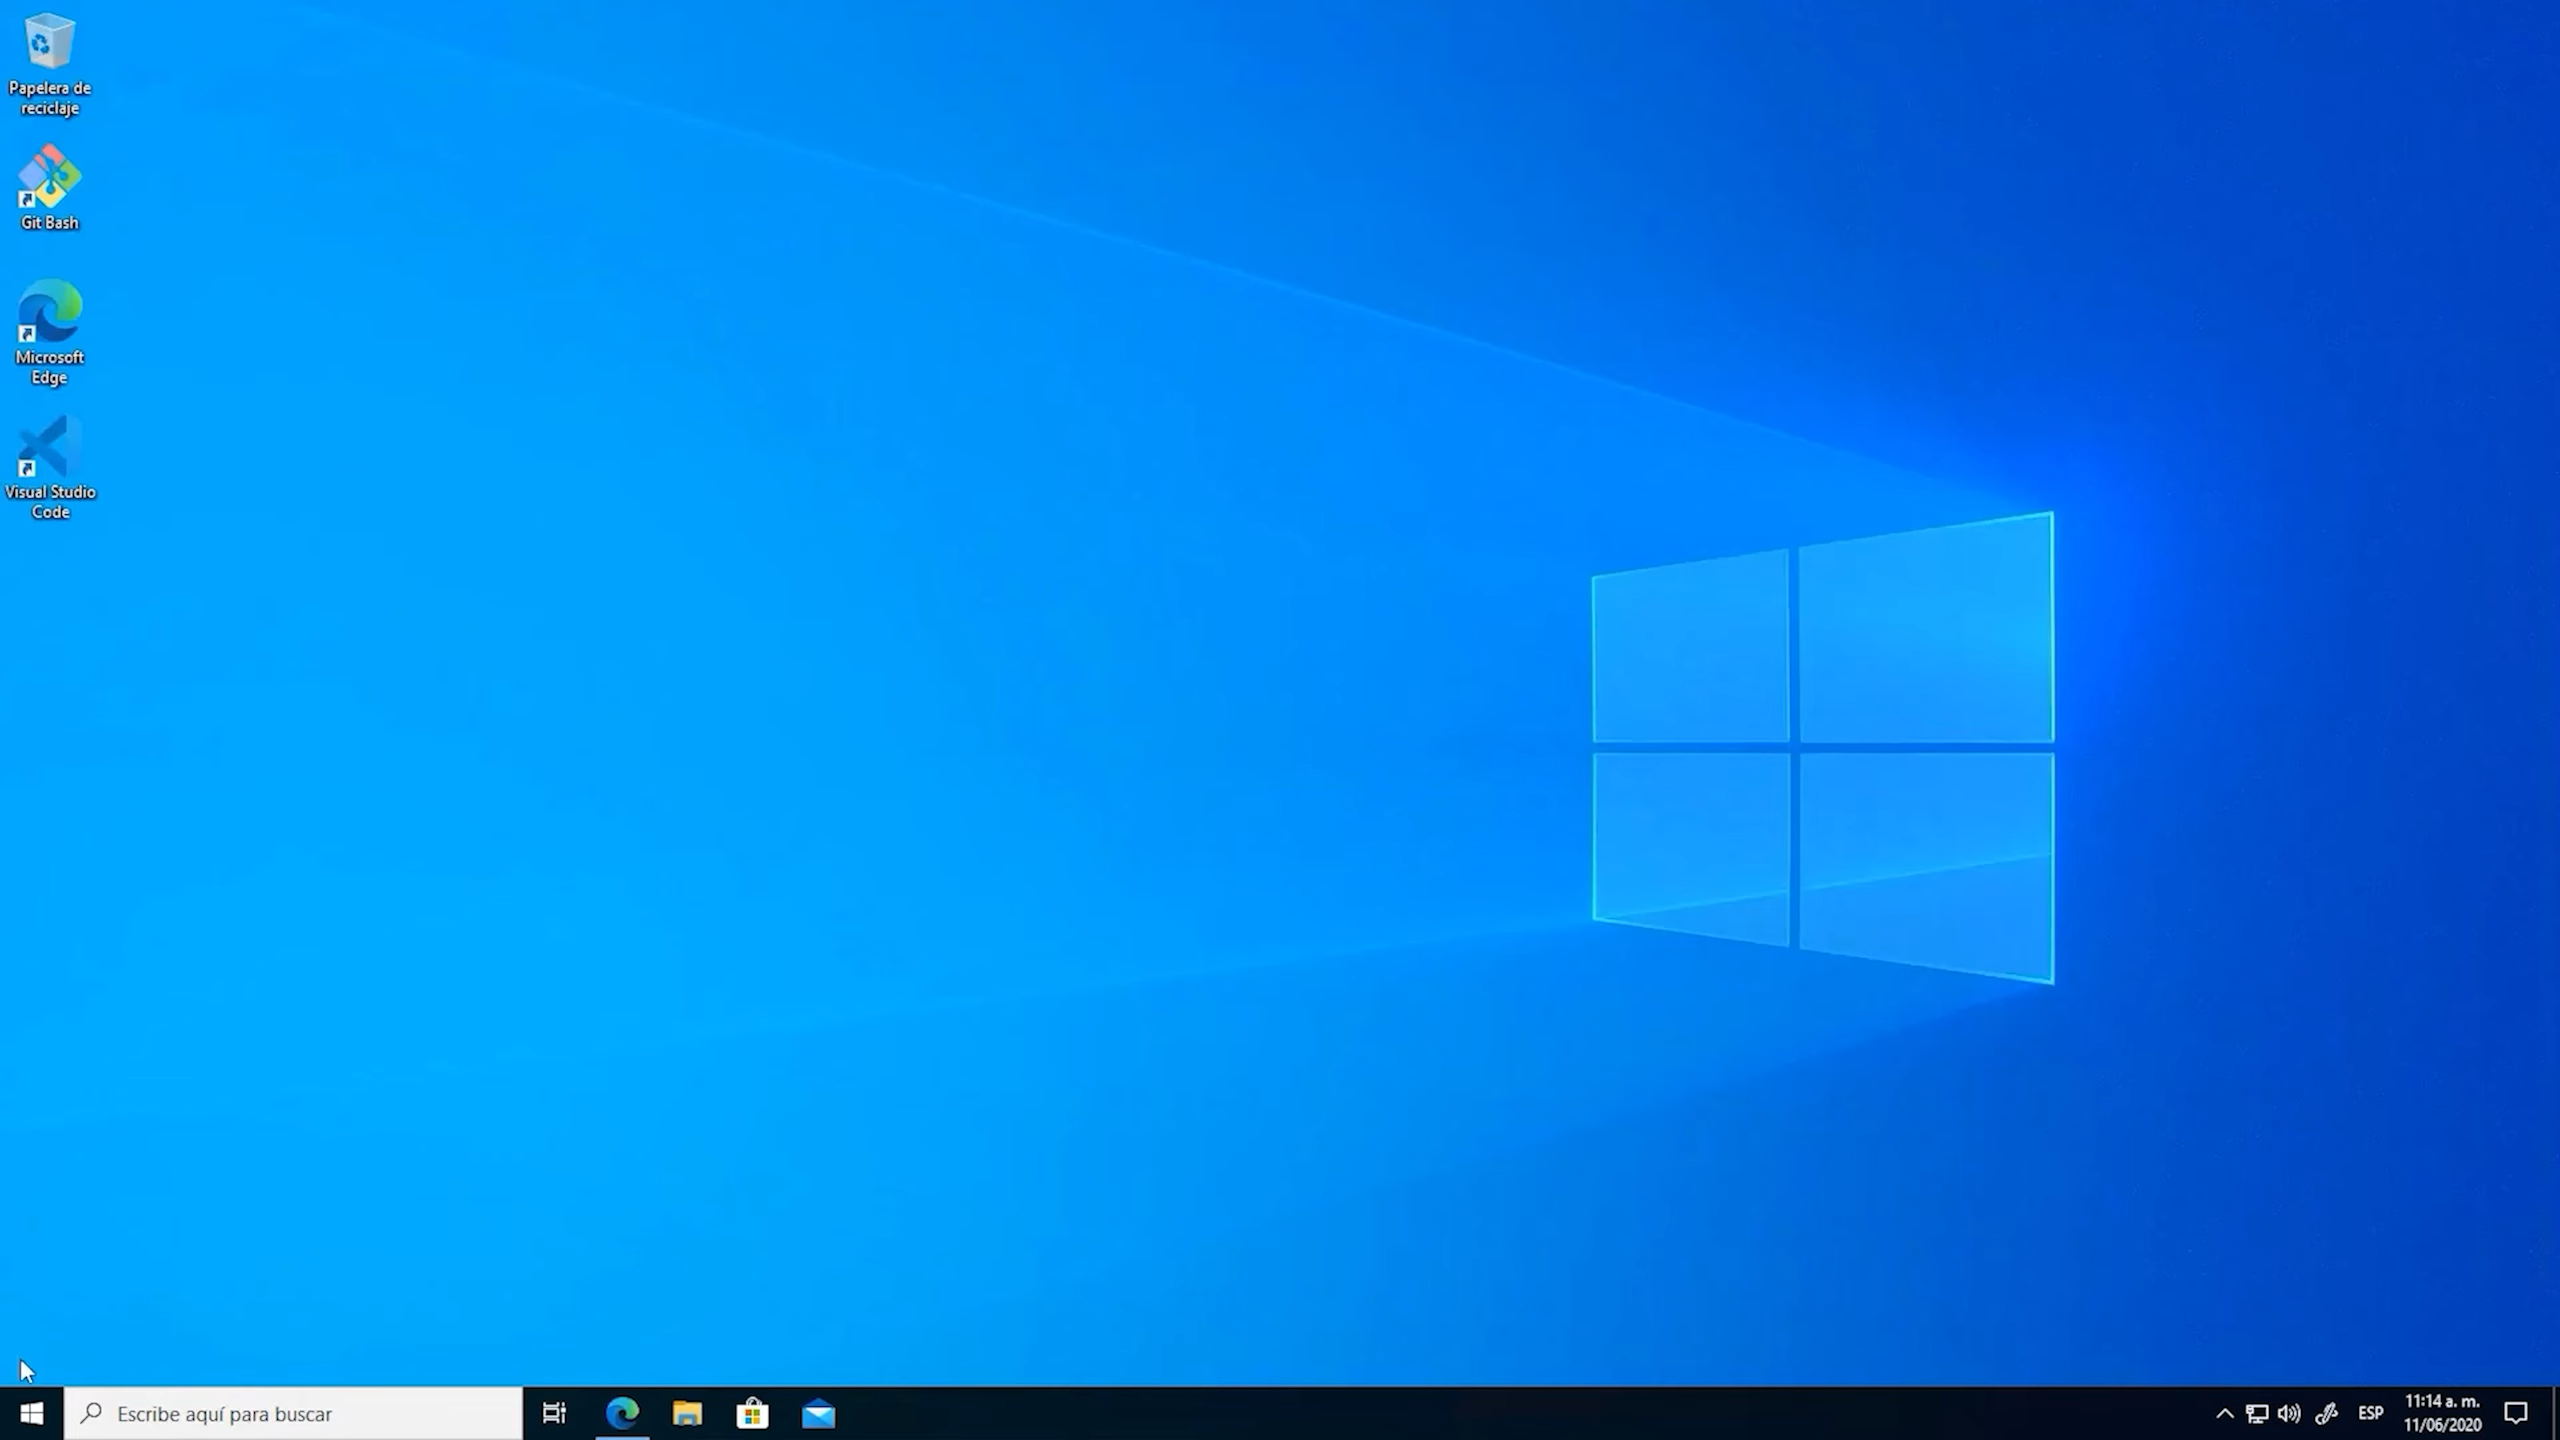 Papelera de
reciclaje
Git Bash
Microsoft
Edge
Visual Studio
Code
Escribe aquí para buscar
ESP
11:14 a. m.
11/06/2020